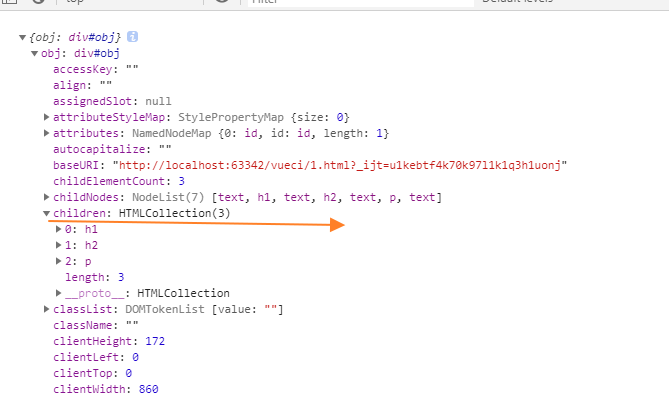 top
Filter
Default levels
▼{obj: div#obj} i
▼obj: div#obj
accessKey: ""
align: ""
assignedSlot: null
▶attributeStyleMap: StylePropertyMap {size: 0}
▶attributes: NamedNodeMap {0: id, id: id, length: 1}
autocapitalize: ""
baseURI: "http://localhost:63342/vueci/1.html?_ijt=u1kebtf4k70k97l1k1q3h1uonj"
childElementCount: 3
▶childNodes: NodeList(7) [text, h1, text, h2, text, p, text]
▼children: HTMLCollection(3)
▶0: h1
▶1: h2
▶2: p
length: 3
▶__proto__: HTMLCollection
▶classList: DOMTokenList [value: ""]
className: ""
clientHeight: 172
clientLeft: 0
clientTop: 0
clientWidth: 860